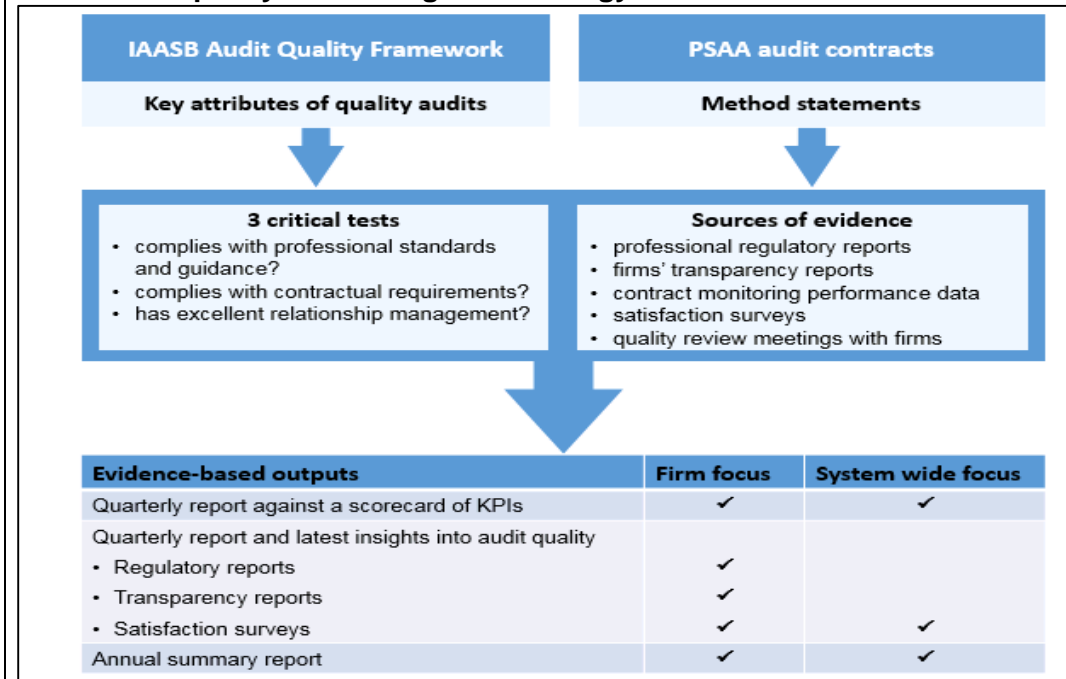 IAASB Audit Quality Framework
Key attributes of quality audits
PSAA audit contracts
Method statements
3 critical tests
• complies with professional standards
and guidance?
• complies with contractual requirements?
• has excellent relationship management?
Sources of evidence
• professional regulatory reports
• firms' transparency reports
• contract monitoring performance data
• satisfaction surveys
• quality review meetings with firms
Evidence-based outputs Firm focus System wide focus
Quarterly report against a scorecard of KPIs ✓ ✓
Quarterly report and latest insights into audit quality
• Regulatory reports ✓
• Transparency reports ✓
• Satisfaction surveys ✓ ✓
Annual summary report ✓ ✓